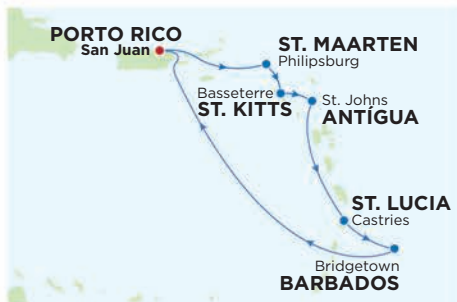 PORTO RICO
San Juan
ST. MAARTEN
Philipsburg
Basseterre
ST. KITTS
St. Johns
ANTÍGUA
ST. LUCIA
Castries
Bridgetown
BARBADOS